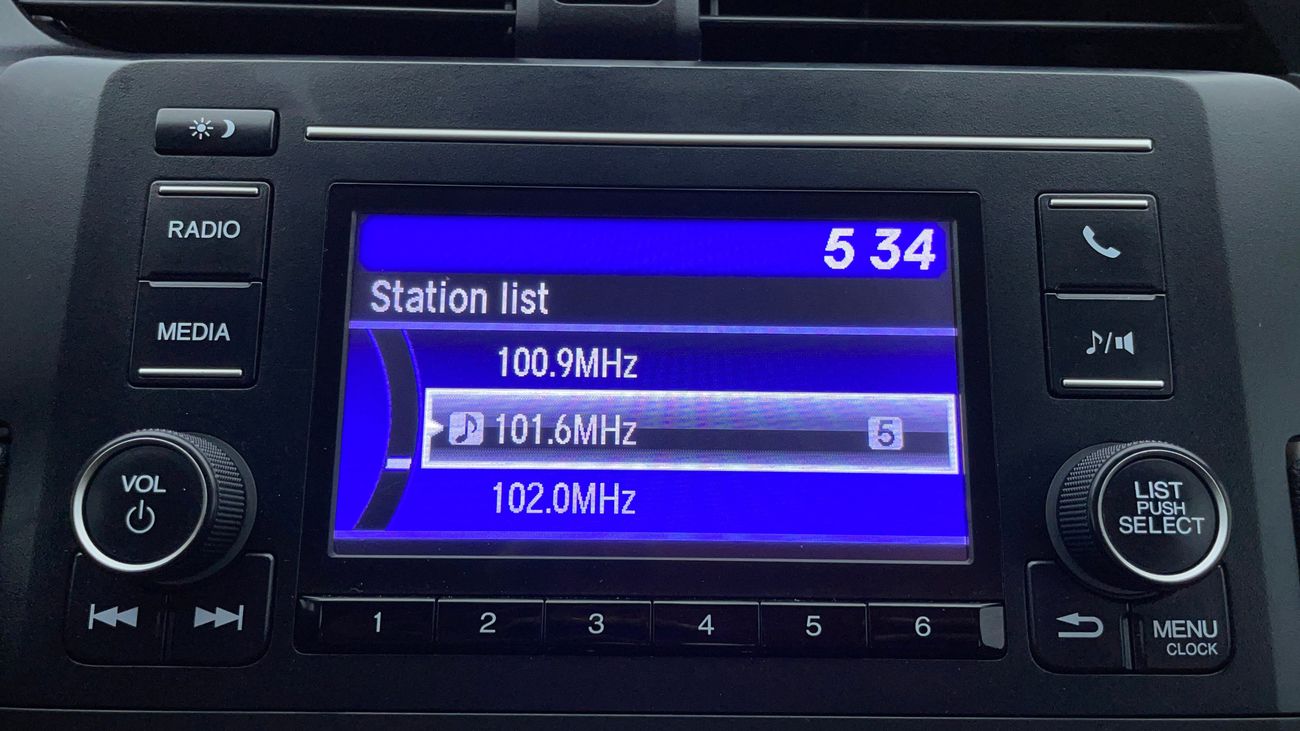 RADIO
MEDIA
VOL
5 34
Station list
100.9MHz
101.6MHz 5
102.0MHz
1 2 3 4 5 6
LIST
PUSH
SELECT
MENU
CLOCK